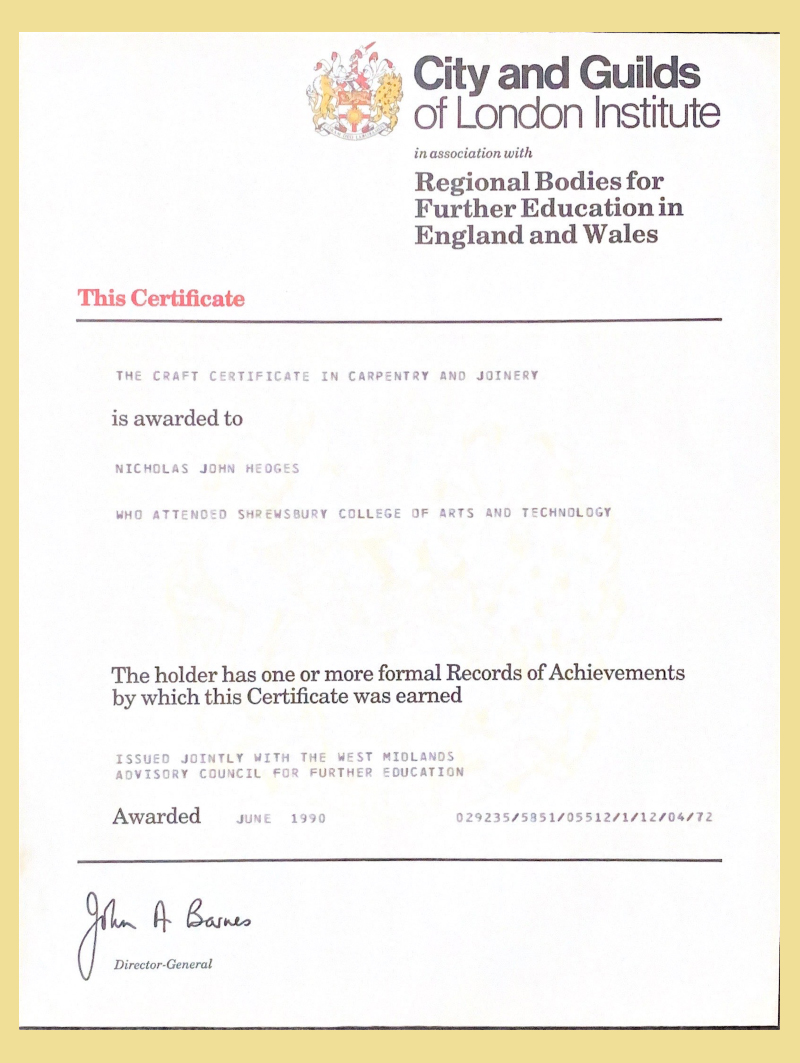 City and Guilds
of London Institute
in association with
Regional Bodies for
Further Education in
England and Wales
This Certificate
THE CRAFT CERTIFICATE IN CARPENTRY AND JOINERY
is awarded to
NICHOLAS JOHN HEDGES
WHO ATTENDED SHREWSBURY COLLEGE OF ARTS AND TECHNOLOGY
The holder has one or more formal Records of Achievements
by which this Certificate was earned
ISSUED JOINTLY WITH THE WEST MIDLANDS
ADVISORY COUNCIL FOR FURTHER EDUCATION
Awarded JUNE 1990 029235/5851/05512/1/12/04/72
John A Barnes
Director-General